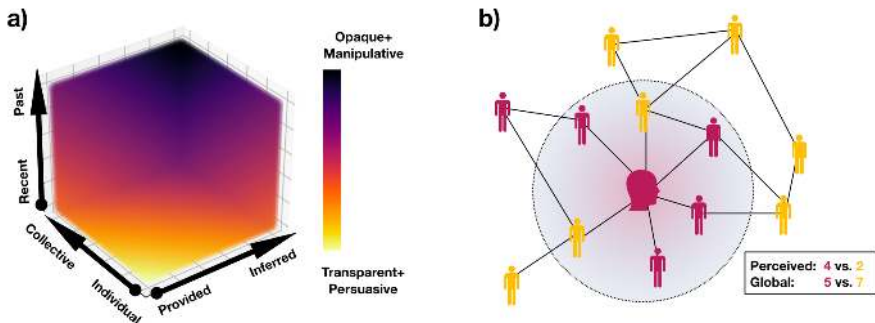 a)
Opaque+
Manipulative
Past
Recent
Collective
Individual
Provided
Inferred
Transparent+
Persuasive
b)
Perceived: 4 vs. 2
Global: 5 vs. 7